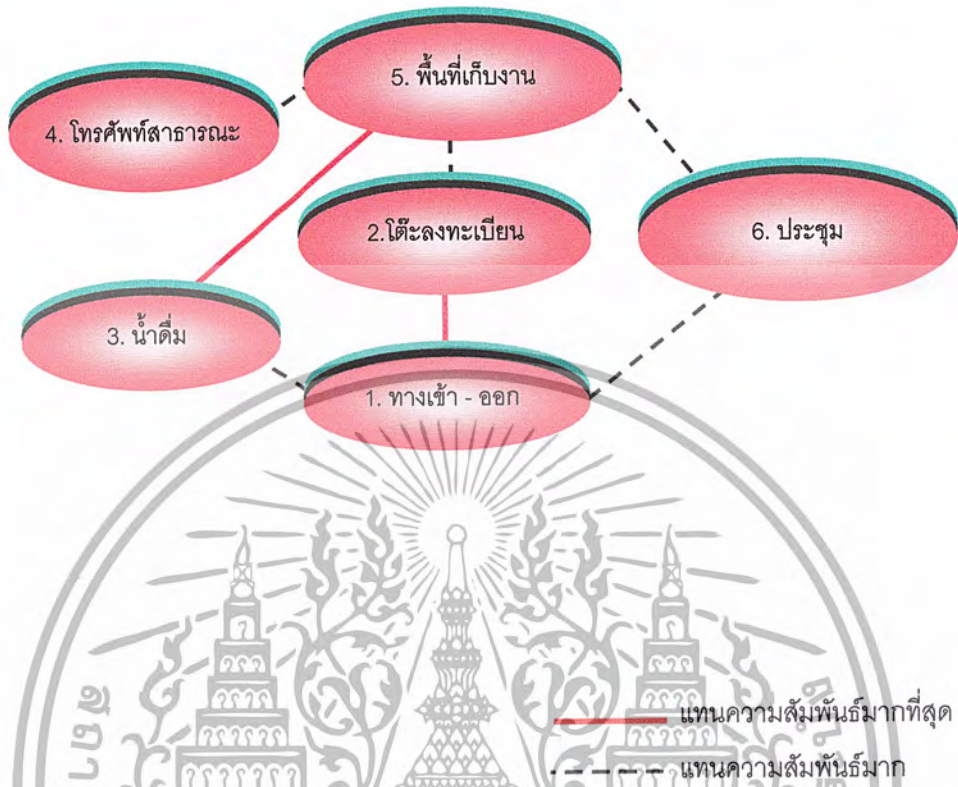 5. พื้นที่เก็บงาน
4. โทรศัพท์สาธารณะ
2.โต๊ะลงทะเบียน
6. ประชุม
3. น้ำดื่ม
1. ทางเข้า - ออก
แทนความสัมพันธ์มากที่สุด
แทนความสัมพันธ์มาก